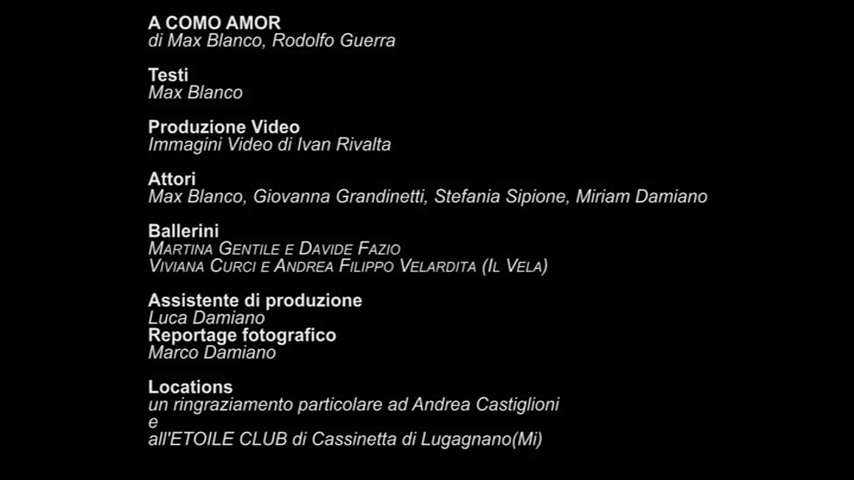 A COMO AMOR
di Max Blanco, Rodolfo Guerra
Testi
Max Blanco
Produzione Video
Immagini Video di Ivan Rivalta
Attori
Max Blanco, Giovanna Grandinetti, Stefania Sipione, Miriam Damiano
Ballerini
MARTINA GENTILE E DAVIDE FAZIO
VIVIANA CURCI E ANDREA FILIPPO VELARDITA (IL VELA)
Assistente di produzione
Luca Damiano
Reportage fotografico
Marco Damiano
Locations
un ringraziamento particolare ad Andrea Castiglioni
e
all'ETOILE CLUB di Cassinetta di Lugagnano(Mi)